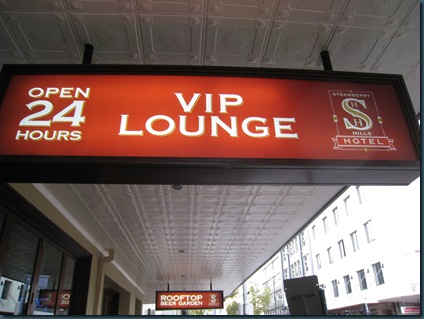 OPEN
24
HOURS
VIP
LOUNGE
STRAWBERRY
S
H H
HILLS
HOTEL
ROOFTOP
BEER GARDEN